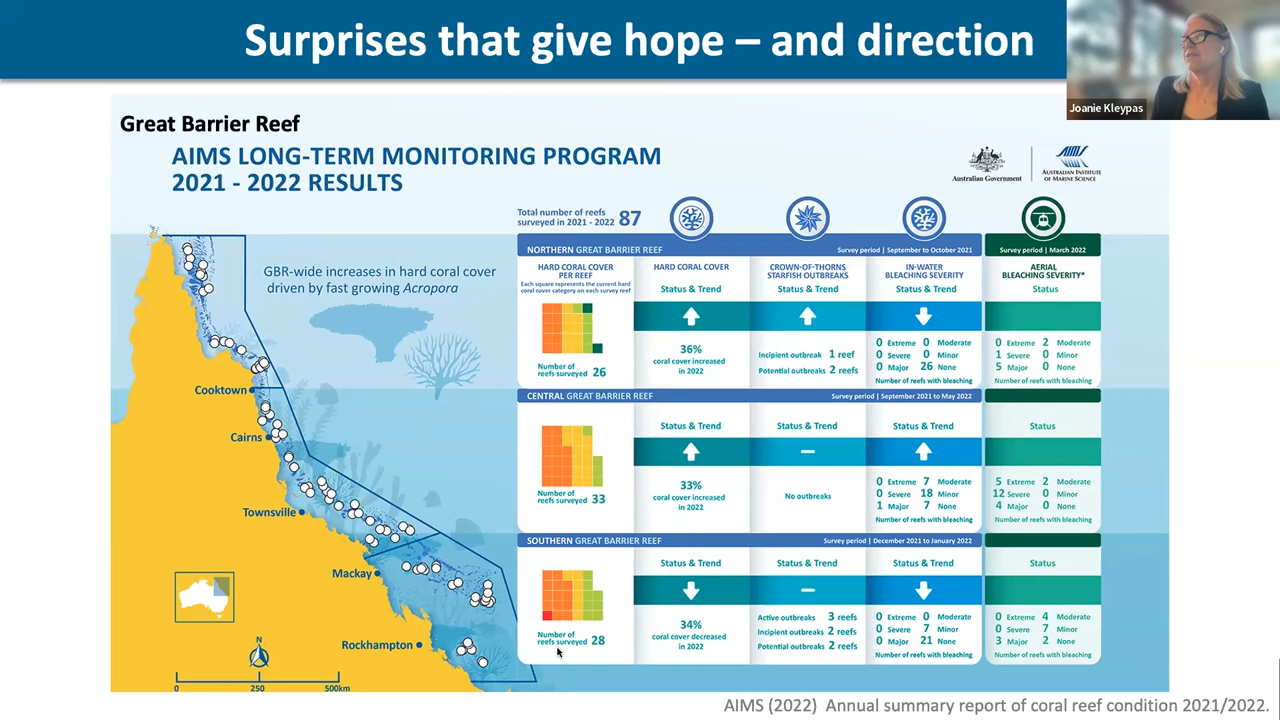 Surprises that give hope – and direction
Joanie Kleypas
Great Barrier Reef
AIMS LONG-TERM MONITORING PROGRAM
2021 - 2022 RESULTS
Australian Government
AIMS
AUSTRALIAN INSTITUTE
OF MARINE SCIENCE
Total number of reefs
surveyed in 2021 - 2022 87
GBR-wide increases in hard coral cover
driven by fast growing Acropora
NORTHERN GREAT BARRIER REEF
Survey period | September to October 2021
Survey period | March 2022
HARD CORAL COVER
PER REEF
Each square represents the current hard
coral cover category on each survey reef
Number of
reefs surveyed 26
HARD CORAL COVER
Status & Trend
36%
coral cover increased
in 2022
CROWN-OF-THORNS
STARFISH OUTBREAKS
Status & Trend
Incipient outbreak 1 reef
Potential outbreaks 2 reefs
IN-WATER
BLEACHING SEVERITY
Status & Trend
0 Extreme 0 Moderate
0 Severe 0 Minor
0 Major 26 None
Number of reefs with bleaching
AERIAL
BLEACHING SEVERITY*
Status
0 Extreme 2 Moderate
1 Severe 0 Minor
5 Major 0 None
Number of reefs with bleaching
CENTRAL GREAT BARRIER REEF
Survey period | September 2021 to May 2022
Number of
reefs surveyed 33
Status & Trend
33%
coral cover increased
in 2022
Status & Trend
No outbreaks
Status & Trend
0 Extreme 7 Moderate
0 Severe 18 Minor
1 Major 7 None
Number of reefs with bleaching
Status
5 Extreme 2 Moderate
12 Severe 0 Minor
4 Major 0 None
Number of reefs with bleaching
SOUTHERN GREAT BARRIER REEF
Survey period | December 2021 to January 2022
Number of
reefs surveyed 28
Status & Trend
34%
coral cover decreased
in 2022
Status & Trend
Active outbreaks 3 reefs
Incipient outbreaks 2 reefs
Potential outbreaks 2 reefs
Status & Trend
0 Extreme 0 Moderate
0 Severe 7 Minor
0 Major 21 None
Number of reefs with bleaching
Status
0 Extreme 4 Moderate
0 Severe 7 Minor
3 Major 2 None
Number of reefs with bleaching
Cooktown
Cairns
Townsville
Mackay
Rockhampton
N
0 250 500km
AIMS (2022) Annual summary report of coral reef condition 2021/2022.